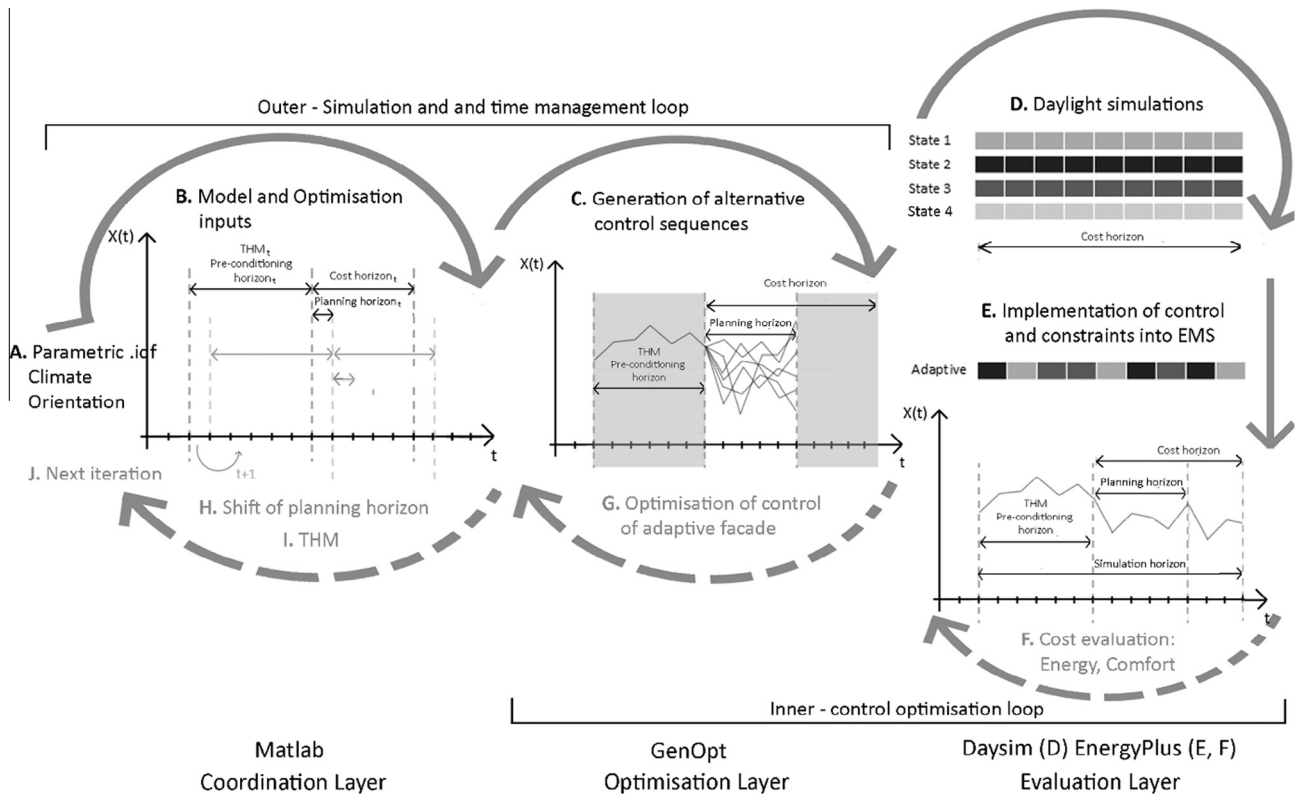 Outer - Simulation and and time management loop
B. Model and Optimisation
inputs
X(t)
THMt
Pre-conditioning
horizont
Cost horizont
Planning horizont
A. Parametric .idf
Climate
Orientation
t
t+1
J. Next iteration
H. Shift of planning horizon
I. THM
C. Generation of alternative
control sequences
X(t)
Cost horizon
Planning horizon
THM
Pre-conditioning
horizon
t
G. Optimisation of control
of adaptive facade
D. Daylight simulations
State 1
State 2
State 3
State 4
Cost horizon
E. Implementation of control
and constraints into EMS
Adaptive
X(t)
Cost horizon
Planning horizon
THM
Pre-conditioning
horizon
Simulation horizon
t
F. Cost evaluation:
Energy, Comfort
Inner - control optimisation loop
Matlab
Coordination Layer
GenOpt
Optimisation Layer
Daysim (D) EnergyPlus (E, F)
Evaluation Layer